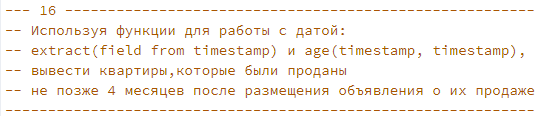 --- 16 ----------------------------------------------------
-- Используя функции для работы с датой:
-- extract(field from timestamp) и age(timestamp, timestamp),
-- вывести квартиры,которые были проданы
-- не позже 4 месяцев после размещения объявления о их продаже
-------------------------------------------------------------